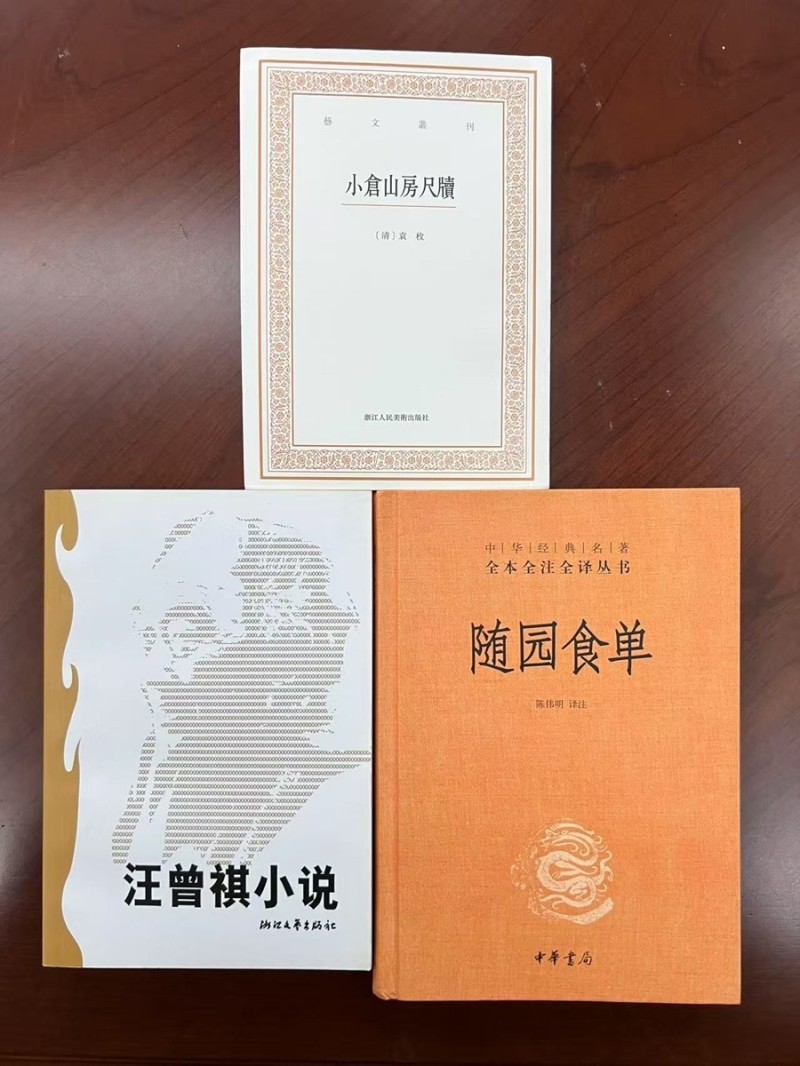 藝文叢刊
小倉山房尺牘
〔清〕袁枚
浙江人民美術出版社
汪曾祺小说
浙江文艺出版社
中|华|经|典|名|著
全本全注全译丛书
随园食单
陈伟明 译注
中華書局